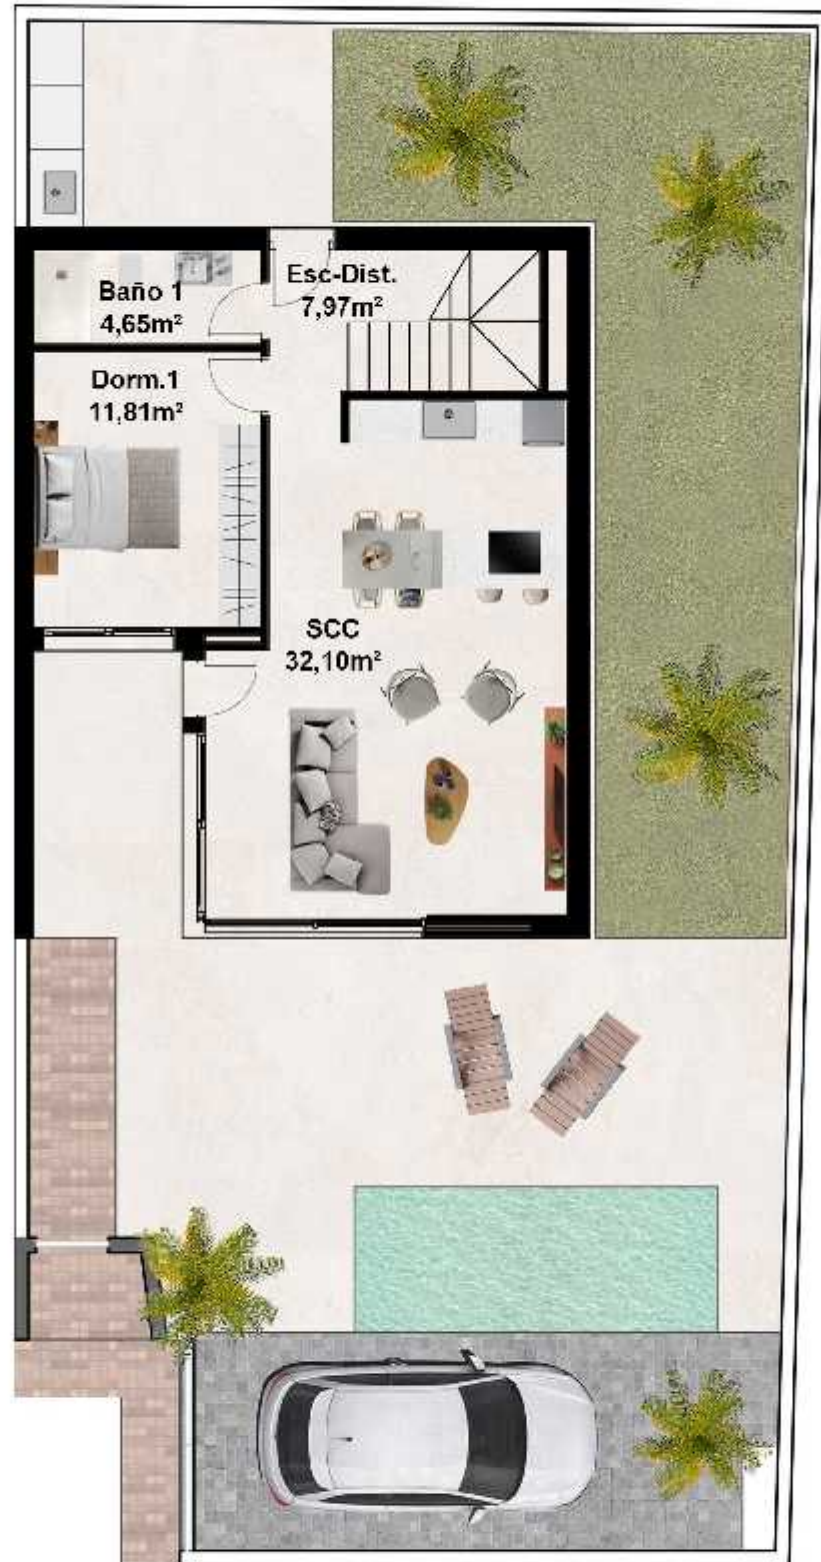 Esc-Dist.
7,97m²
Baño 1
4,65m²
Dorm.1
11,81m²
SCC
32,10m²